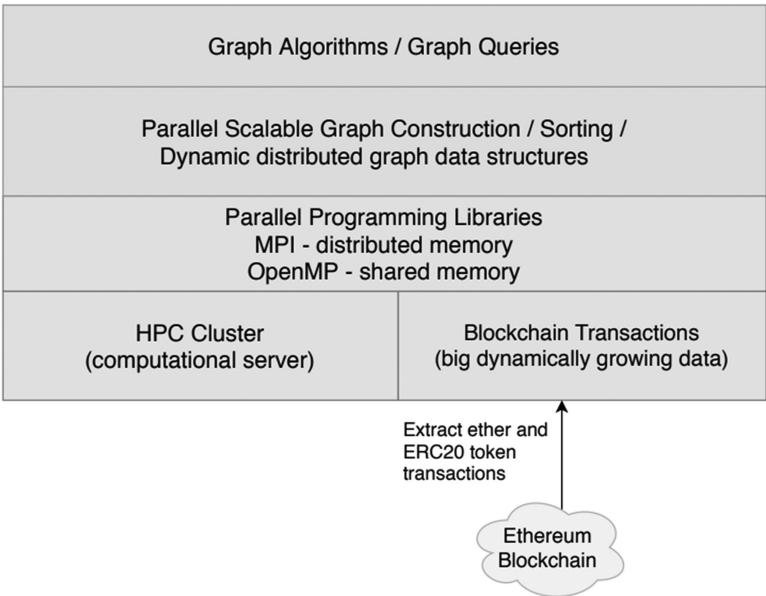 Graph Algorithms / Graph Queries
Parallel Scalable Graph Construction / Sorting /
Dynamic distributed graph data structures
Parallel Programming Libraries
MPI - distributed memory
OpenMP - shared memory
HPC Cluster
(computational server)
Blockchain Transactions
(big dynamically growing data)
Extract ether and
ERC20 token
transactions
Ethereum
Blockchain